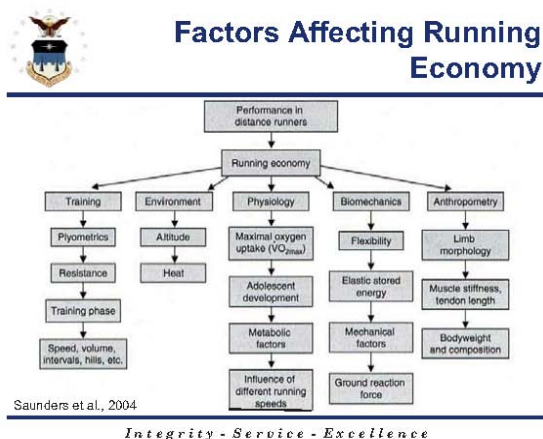 Factors Affecting Running
Economy
Performance in
distance runners
Running economy
Training
Environment
Physiology
Biomechanics
Anthropometry
Plyometrics
Altitude
Maximal oxygen
uptake (V̇O2max)
Flexibility
Limb
morphology
Resistance
Heat
Adolescent
development
Elastic stored
energy
Muscle stiffness,
tendon length
Training phase
Metabolic
factors
Mechanical
factors
Bodyweight
and composition
Speed, volume,
intervals, hills, etc.
Influence of
different running
speeds
Ground reaction
force
Saunders et al., 2004
Integrity - Service - Excellence